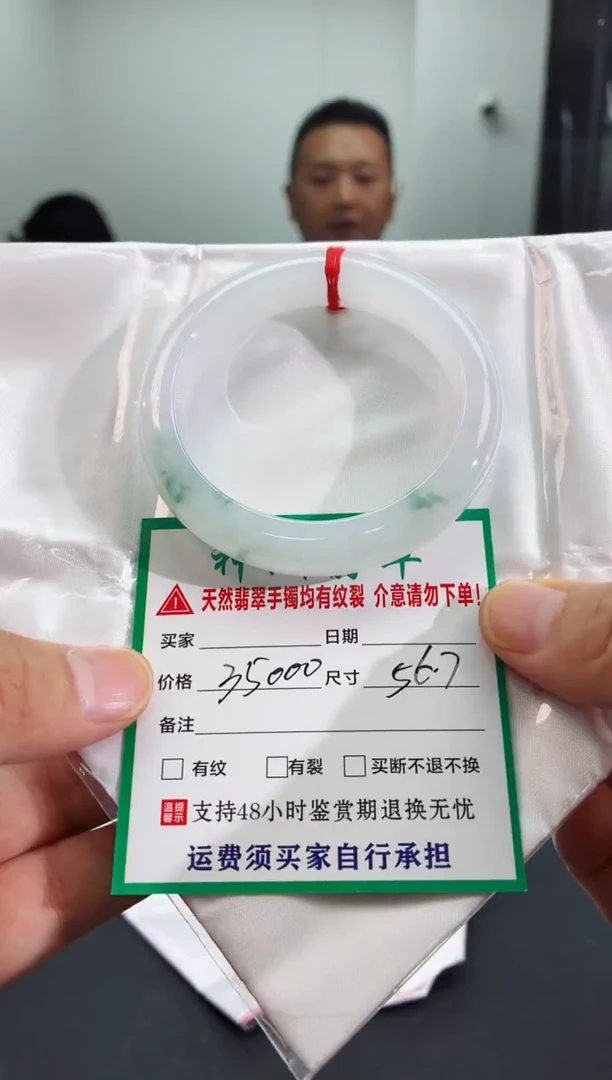 天然翡翠手镯均有纹裂 介意请勿下单!
买家 日期
价格 35000 尺寸 56.7
备注
有纹 有裂 买断不退不换
温馨提示 支持48小时鉴赏期退换无忧
运费须买家自行承担